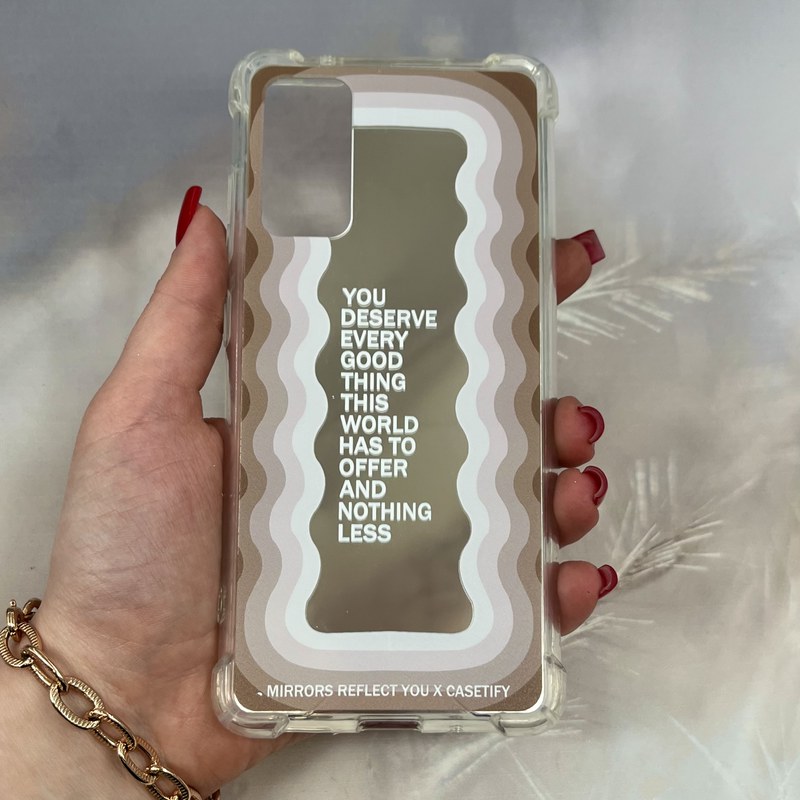 YOU
DESERVE
EVERY
GOOD
THING
THIS
WORLD
HAS TO
OFFER
AND
NOTHING
LESS
MIRRORS REFLECT YOU X CASETIFY